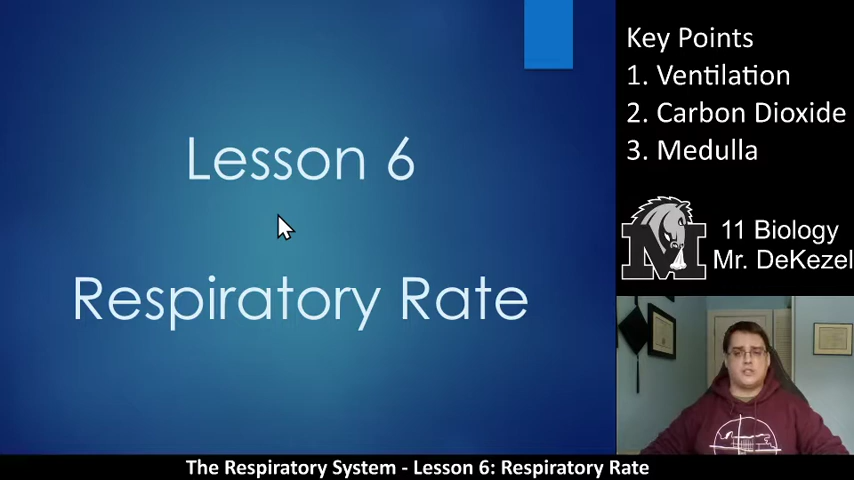 Lesson 6
Respiratory Rate
Key Points
1. Ventilation
2. Carbon Dioxide
3. Medulla
M
11 Biology
Mr. DeKezel
The Respiratory System - Lesson 6: Respiratory Rate